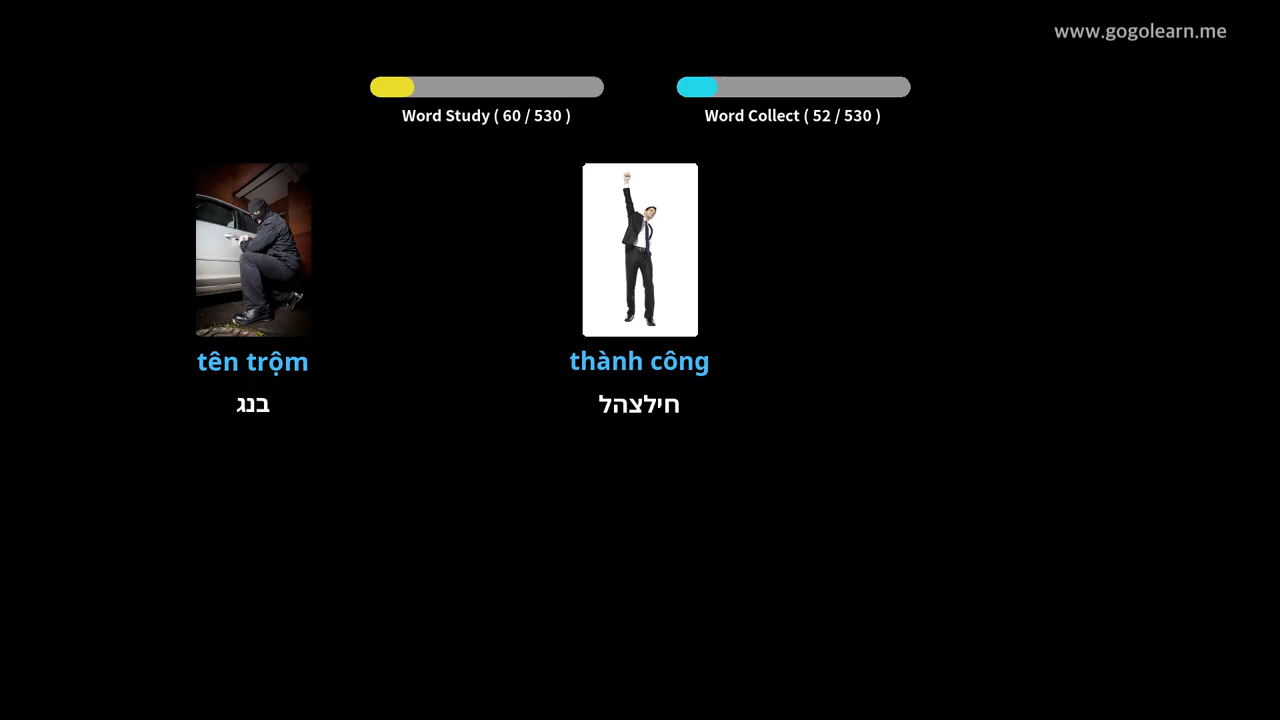 www.gogolearn.me
Word Study ( 60 / 530 )
Word Collect ( 52 / 530 )
tên trộm
בנג
thành công
חילצהל